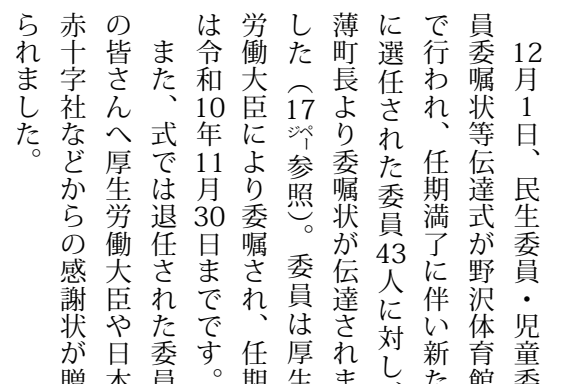 12月1日、民生委員・児童委
員委嘱状等伝達式が野沢体育館
で行われ、任期満了に伴い新た
に選任された委員43人に対し、
薄町長より委嘱状が伝達されま
した（17㌻参照）。委員は厚生
労働大臣により委嘱され、任期
は令和10年11月30日までです。
　また、式では退任された委員
の皆さんへ厚生労働大臣や日本
赤十字社などからの感謝状が贈
られました。